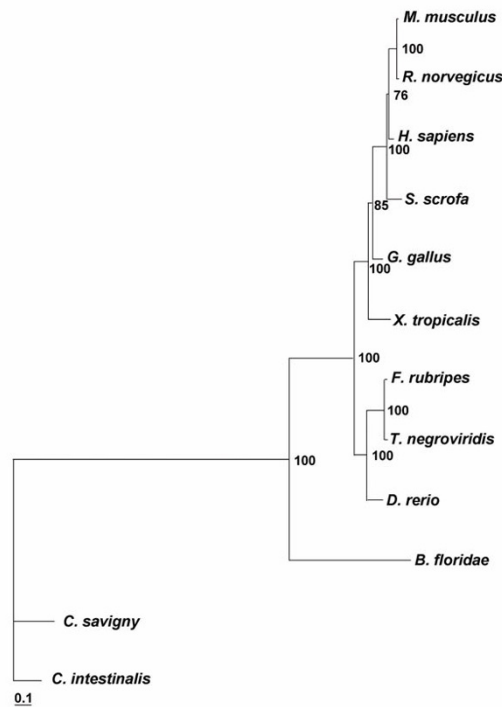 M. musculus
100
R. norvegicus
76
H. sapiens
100
S. scrofa
85
G. gallus
100
X. tropicalis
100
F. rubripes
100
T. negroviridis
100
100
D. rerio
B. floridae
C. savigny
C. intestinalis
0.1